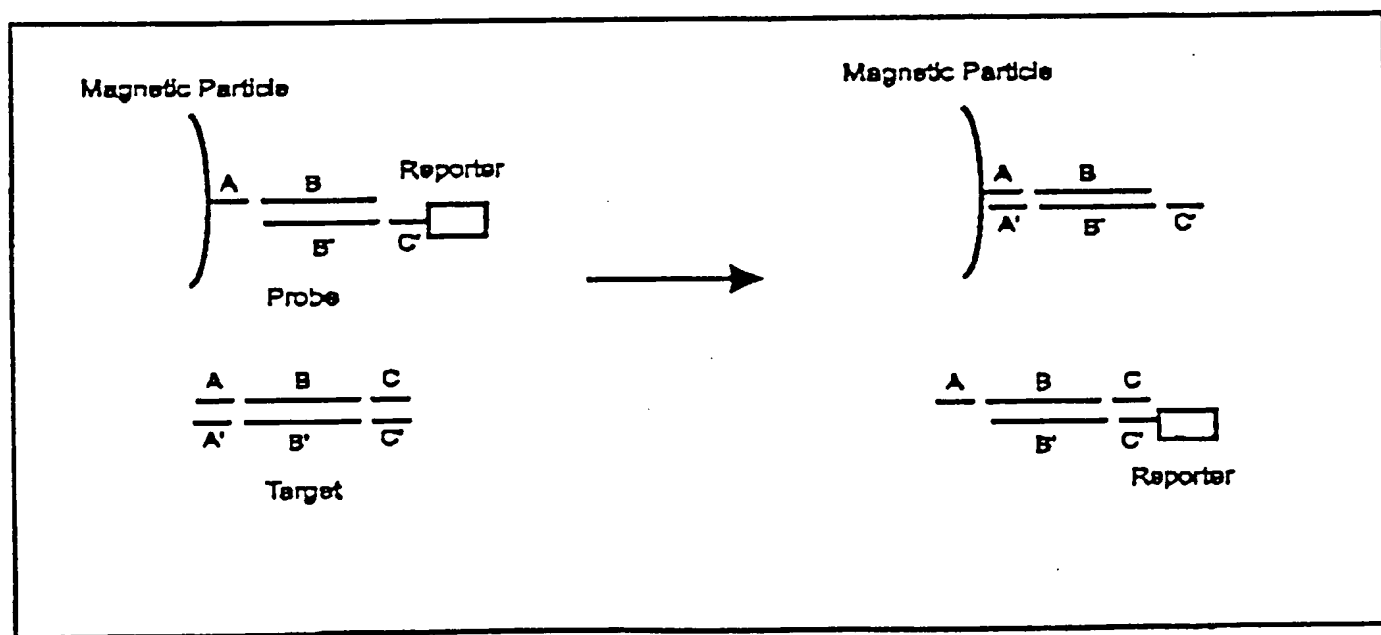 Magnetic Particle
A B Reporter
B' C'
Probe
A B C
A' B' C'
Target
Magnetic Particle
A B
A' B' C'
A B C
B' C'
Reporter